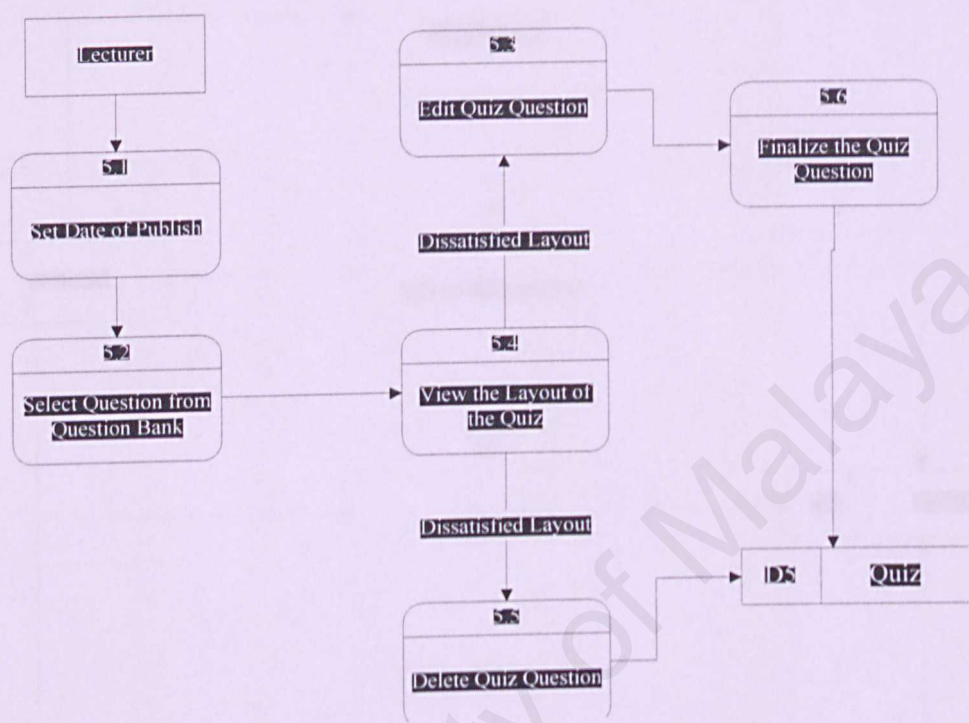 Lecturer
5.1
Set Date of Publish
5.2
Select Question from
Question Bank
5.3
Edit Quiz Question
Dissatisfied Layout
5.4
View the Layout of
the Quiz
Dissatisfied Layout
5.5
Delete Quiz Question
5.6
Finalize the Quiz
Question
D5
Quiz
of Malaya